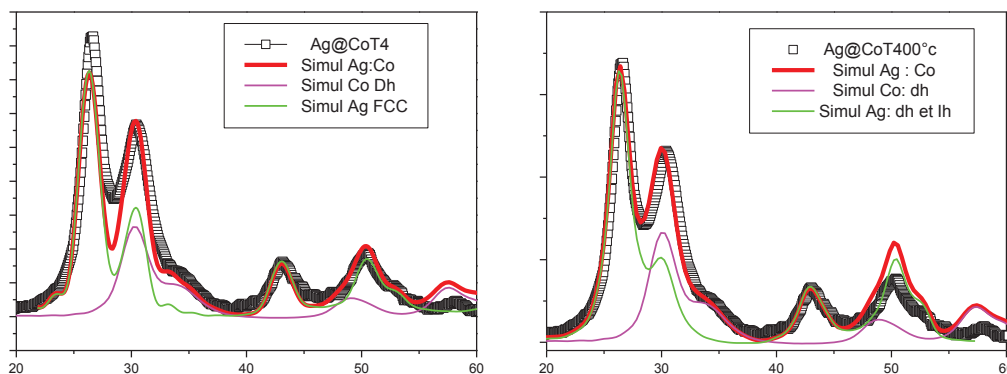 Ag@CoT4
Simul Ag:Co
Simul Co Dh
Simul Ag FCC
20 30 40 50 60
Ag@CoT400°c
Simul Ag : Co
Simul Co: dh
Simul Ag: dh et Ih
20 30 40 50 60